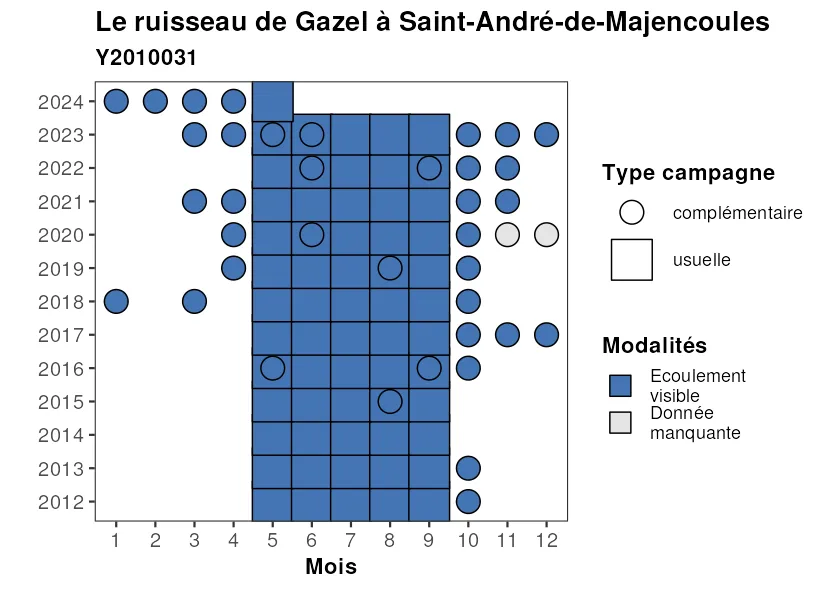 Le ruisseau de Gazel à Saint-André-de-Majencoules
Y2010031
2024
2023
2022
2021
2020
2019
2018
2017
2016
2015
2014
2013
2012
1 2 3 4 5 6 7 8 9 10 11 12
Mois
Type campagne
complémentaire
usuelle
Modalités
Ecoulement
visible
Donnée
manquante